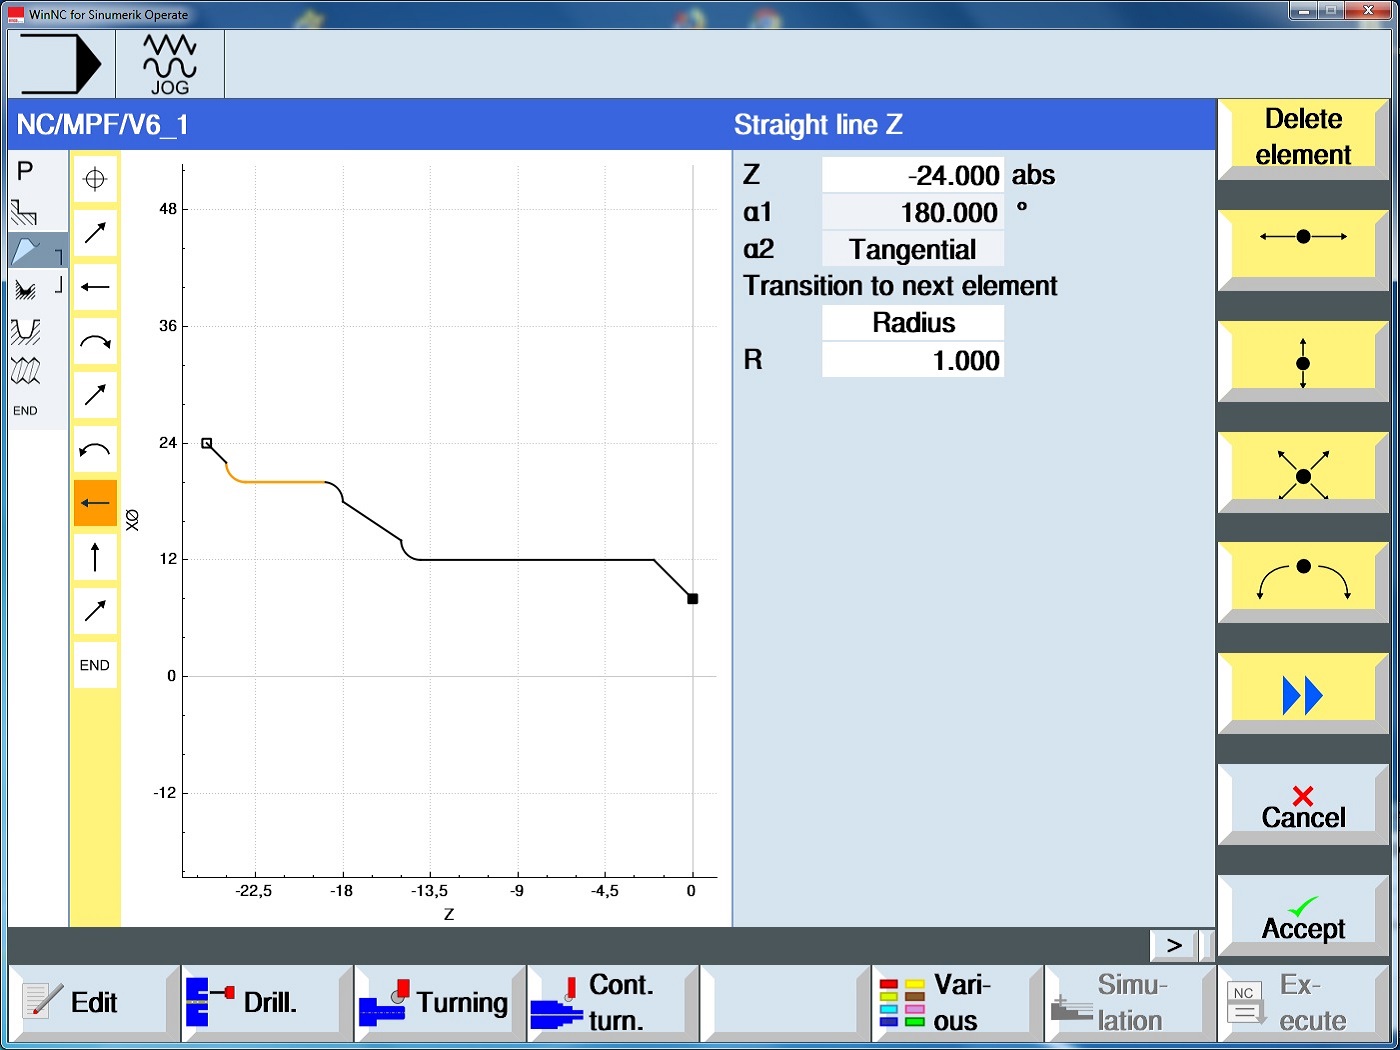 WinNC for Sinumerik Operate
JOG
NC/MPF/V6_1
Straight line Z
Delete
element
P
END
END
48
36
24
12
0
-12
XØ
-22,5
-18
-13,5
-9
-4,5
0
Z
Z -24.000 abs
α1 180.000 °
α2 Tangential
Transition to next element
Radius
R 1.000
Cancel
Accept
>
Edit
Drill.
Turning
Cont.
turn.
Vari-
ous
Simu-
lation
NC
Ex-
ecute